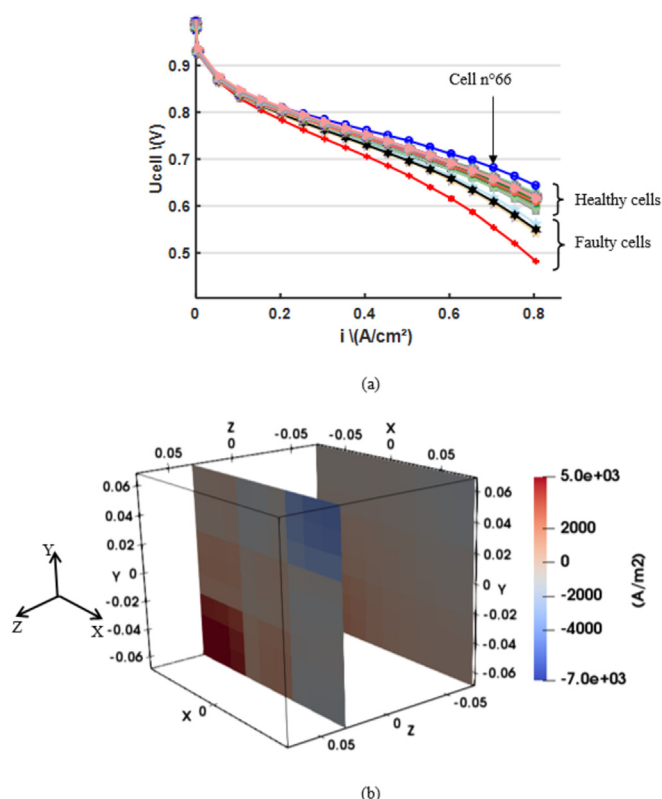 0.9
0.8
0.7
0.6
0.5
Ucell \(V)
Cell n°66
Healthy cells
Faulty cells
0 0.2 0.4 0.6 0.8
i \(A/cm²)
(a)
Z
0.05 0 -0.05
X
-0.05 0 0.05
0.06
0.04
0.02
Y 0
-0.02
-0.04
-0.06
0.06
0.04
0.02
0 Y
-0.02
-0.04
-0.06
X 0
0.05 0 Z -0.05
Y
Z X
5.0e+03
2000
0
-2000
-4000
-7.0e+03
(A/m2)
(b)